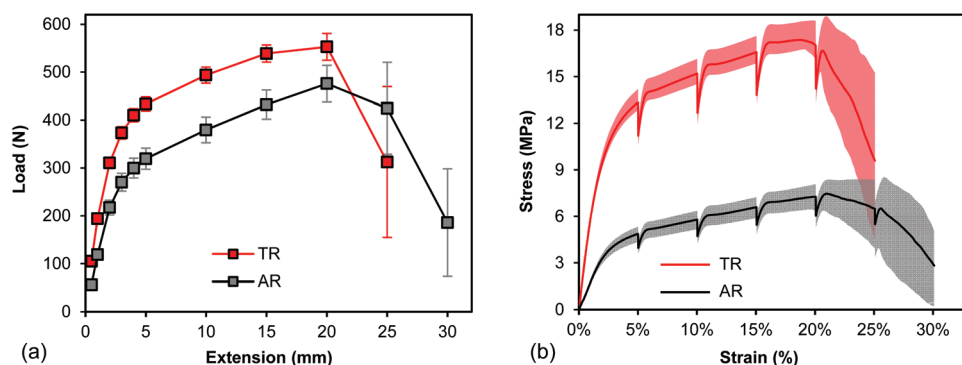 600
500
400
300
200
100
0
Load (N)
TR
AR
0 5 10 15 20 25 30
Extension (mm)
(a)
18
15
12
9
6
3
0
Stress (MPa)
TR
AR
0% 5% 10% 15% 20% 25% 30%
Strain (%)
(b)